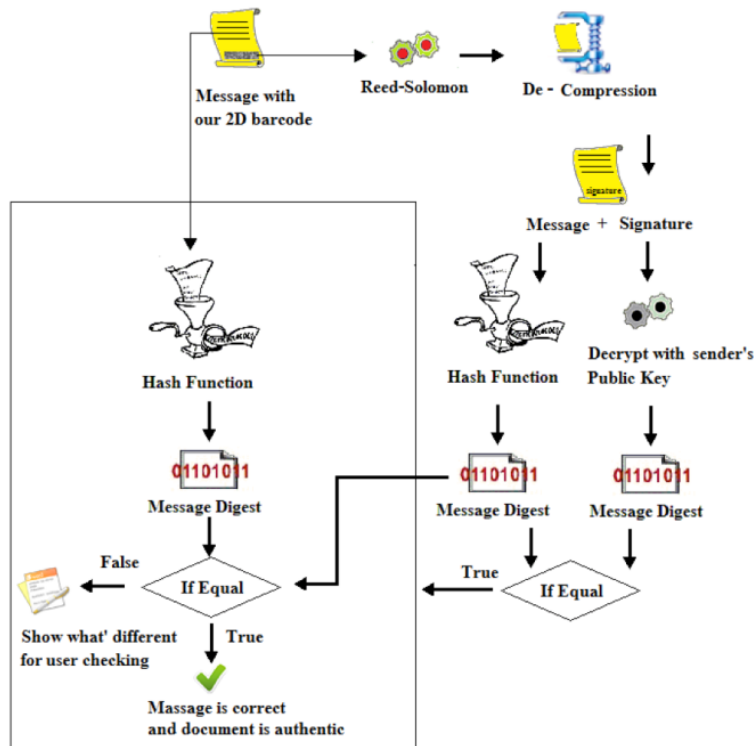 Message with
our 2D barcode
Reed-Solomon
De - Compression
signature
Message + Signature
Hash Function
Hash Function
Decrypt with sender's
Public Key
01101011
Message Digest
01101011
Message Digest
01101011
Message Digest
False
If Equal
True
If Equal
Show what' different
for user checking
True
Massage is correct
and document is authentic